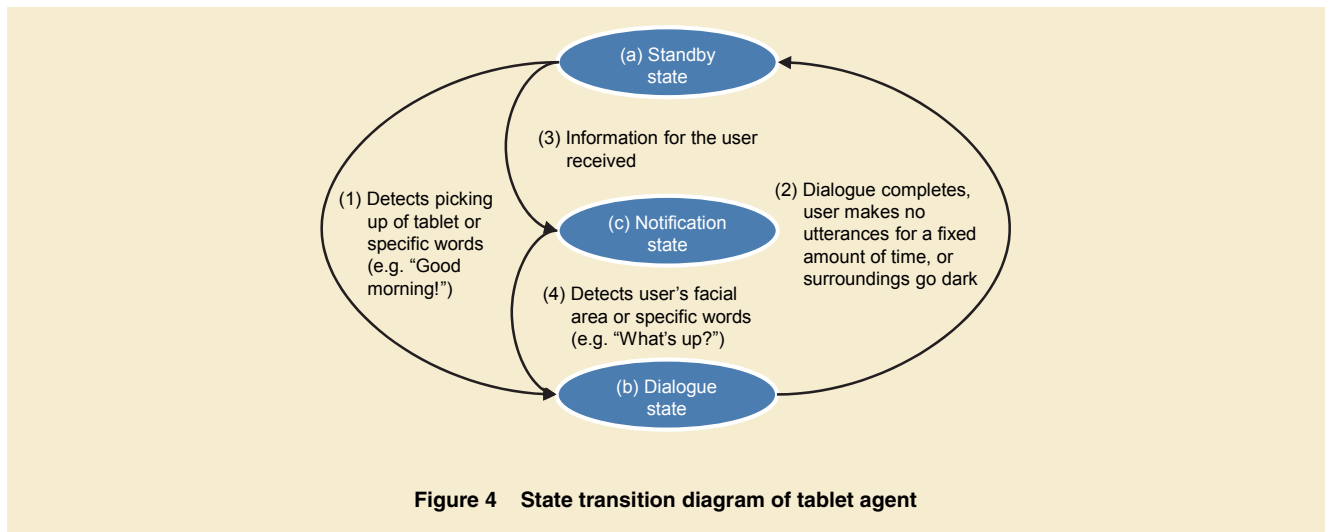 (a) Standby
state
(3) Information for the user
received
(1) Detects picking
up of tablet or
specific words
(e.g. “Good
morning!”)
(2) Dialogue completes,
user makes no
utterances for a fixed
amount of time, or
surroundings go dark
(c) Notification
state
(4) Detects user’s facial
area or specific words
(e.g. “What’s up?”)
(b) Dialogue
state
Figure 4 State transition diagram of tablet agent